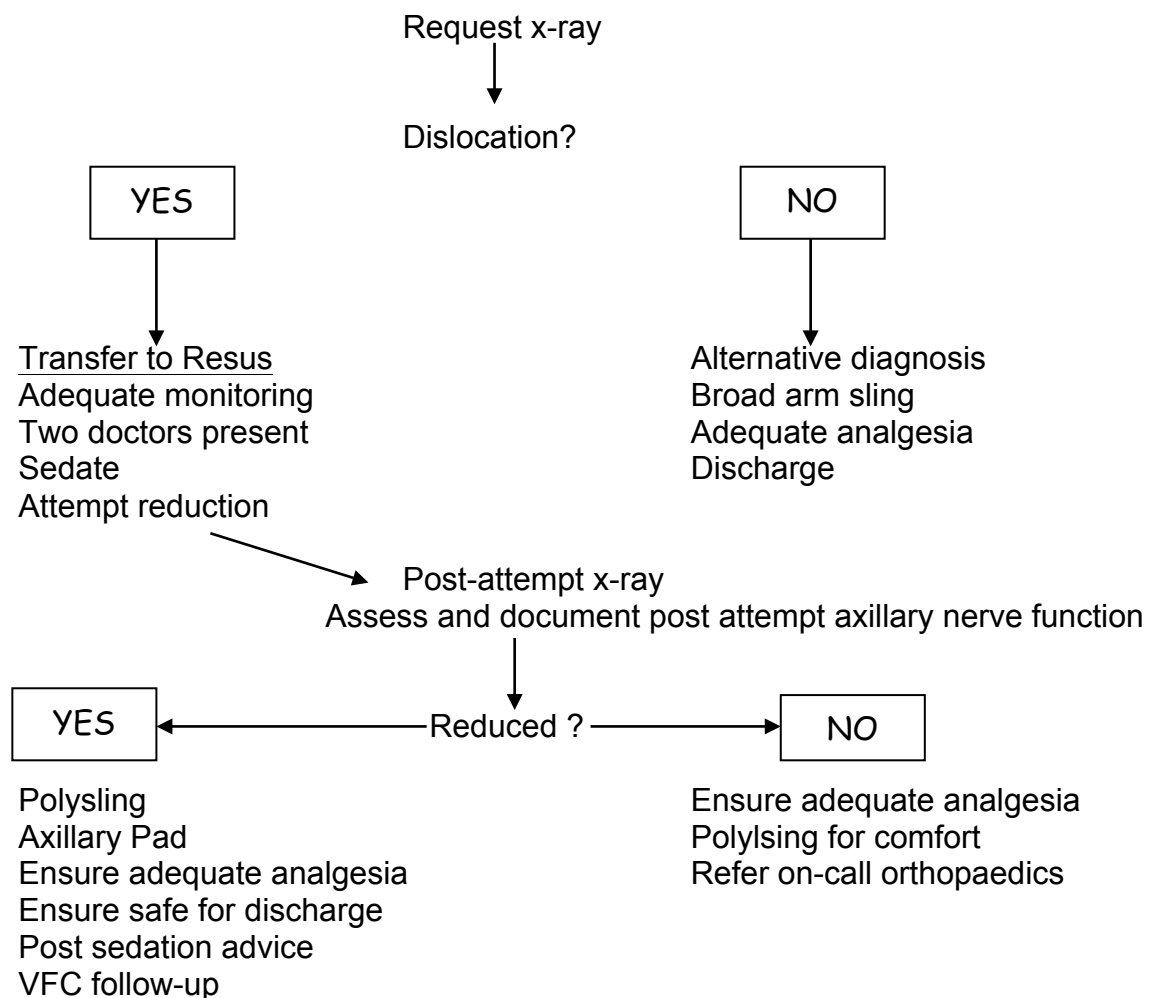 Request x-ray
Dislocation?
YES
NO
Transfer to Resus
Adequate monitoring
Two doctors present
Sedate
Attempt reduction
Alternative diagnosis
Broad arm sling
Adequate analgesia
Discharge
Post-attempt x-ray
Assess and document post attempt axillary nerve function
YES
Reduced ?
NO
Polysling
Axillary Pad
Ensure adequate analgesia
Ensure safe for discharge
Post sedation advice
VFC follow-up
Ensure adequate analgesia
Polylsing for comfort
Refer on-call orthopaedics